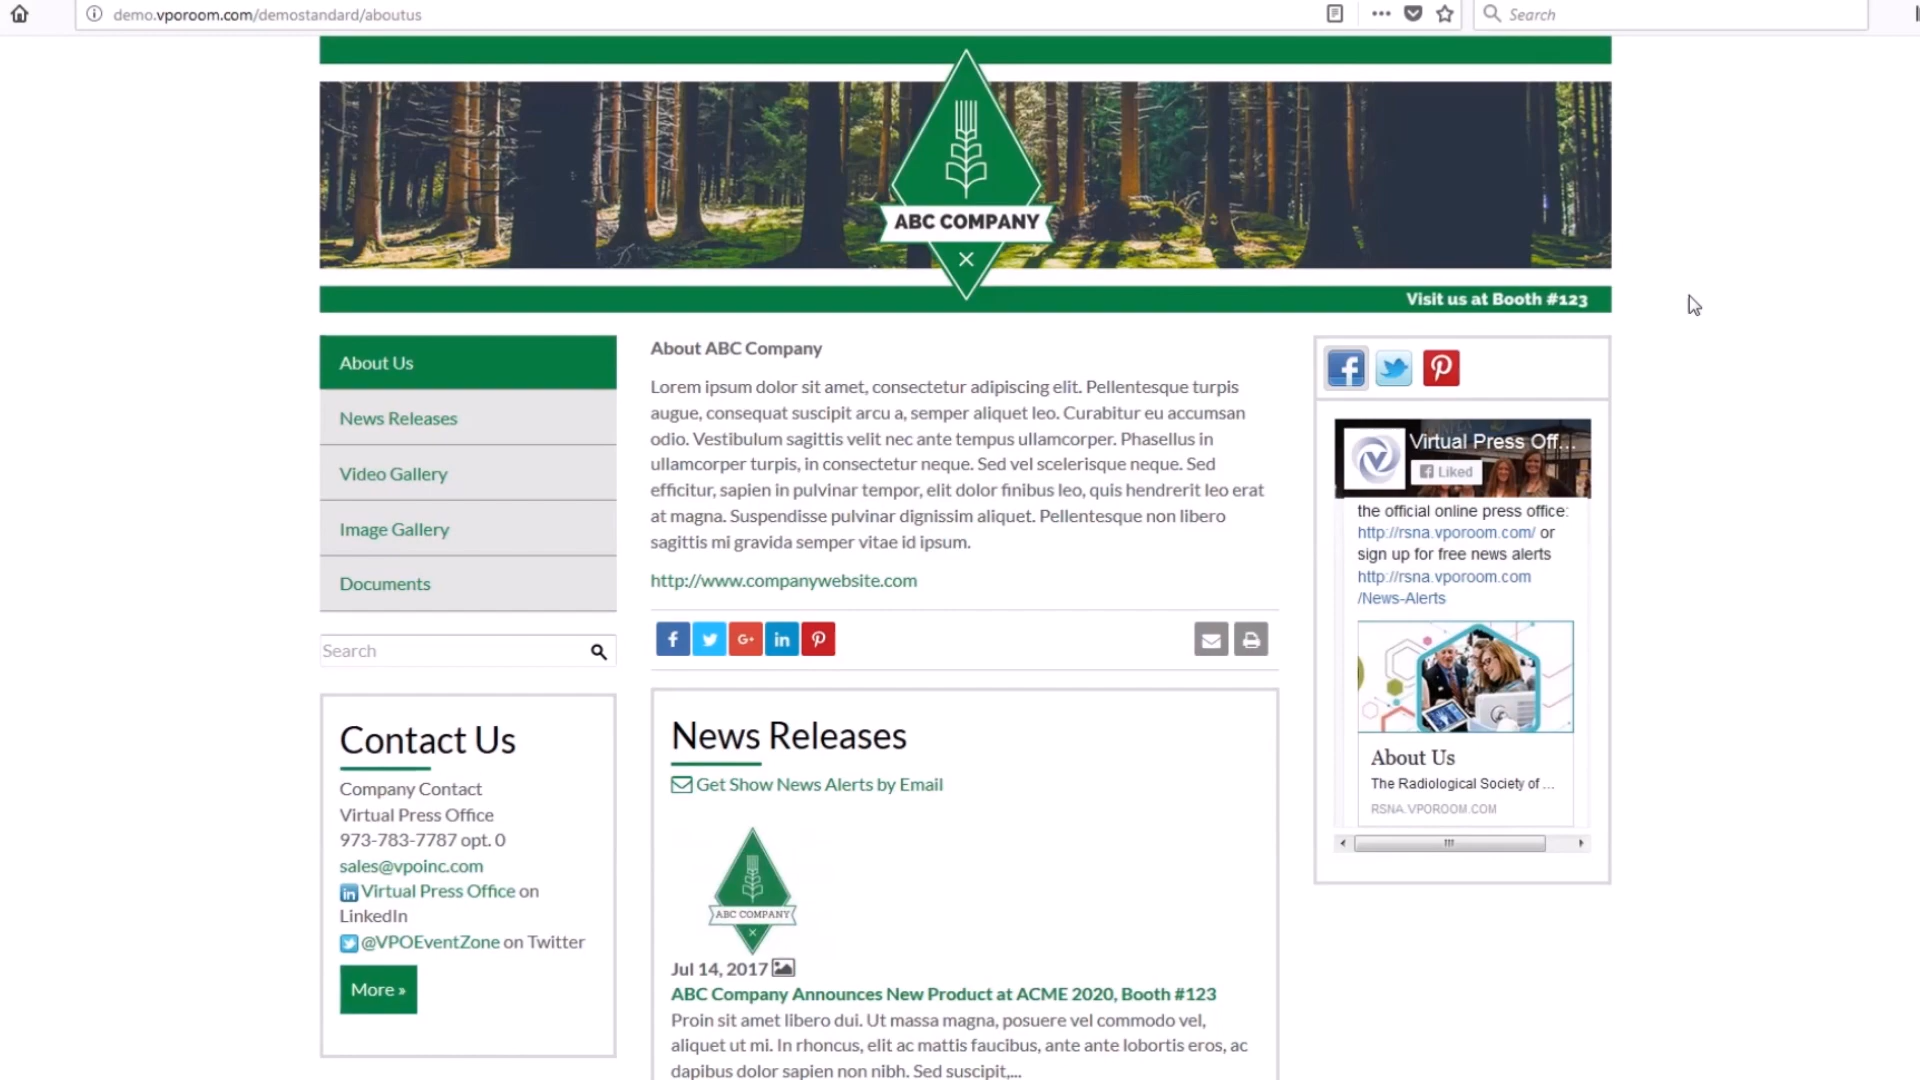 demo.vporoom.com/demostandard/aboutus
Search
ABC COMPANY
Visit us at Booth #123
About Us
News Releases
Video Gallery
Image Gallery
Documents
Search
Contact Us
Company Contact
Virtual Press Office
973-783-7787 opt. 0
sales@vpoinc.com
Virtual Press Office on
LinkedIn
@VPOEventZone on Twitter
More »
About ABC Company
Lorem ipsum dolor sit amet, consectetur adipiscing elit. Pellentesque turpis
augue, consequat suscipit arcu a, semper aliquet leo. Curabitur eu accumsan
odio. Vestibulum sagittis velit nec ante tempus ullamcorper. Phasellus in
ullamcorper turpis, in consectetur neque. Sed vel scelerisque neque. Sed
efficitur, sapien in pulvinar tempor, elit dolor finibus leo, quis hendrerit leo erat
at magna. Suspendisse pulvinar dignissim aliquet. Pellentesque non libero
sagittis mi gravida semper vitae id ipsum.
http://www.companywebsite.com
News Releases
Get Show News Alerts by Email
ABC COMPANY
Jul 14, 2017
ABC Company Announces New Product at ACME 2020, Booth #123
Proin sit amet libero dui. Ut massa magna, posuere vel commodo vel,
aliquet ut mi. In rhoncus, elit ac mattis faucibus, ante ante lobortis eros, ac
dapibus dolor sapien non nibh. Sed suscipit,...
Virtual Press Off...
Liked
the official online press office:
http://rsna.vporoom.com/ or
sign up for free news alerts
http://rsna.vporoom.com
/News-Alerts
About Us
The Radiological Society of ...
RSNA.VPOROOM.COM